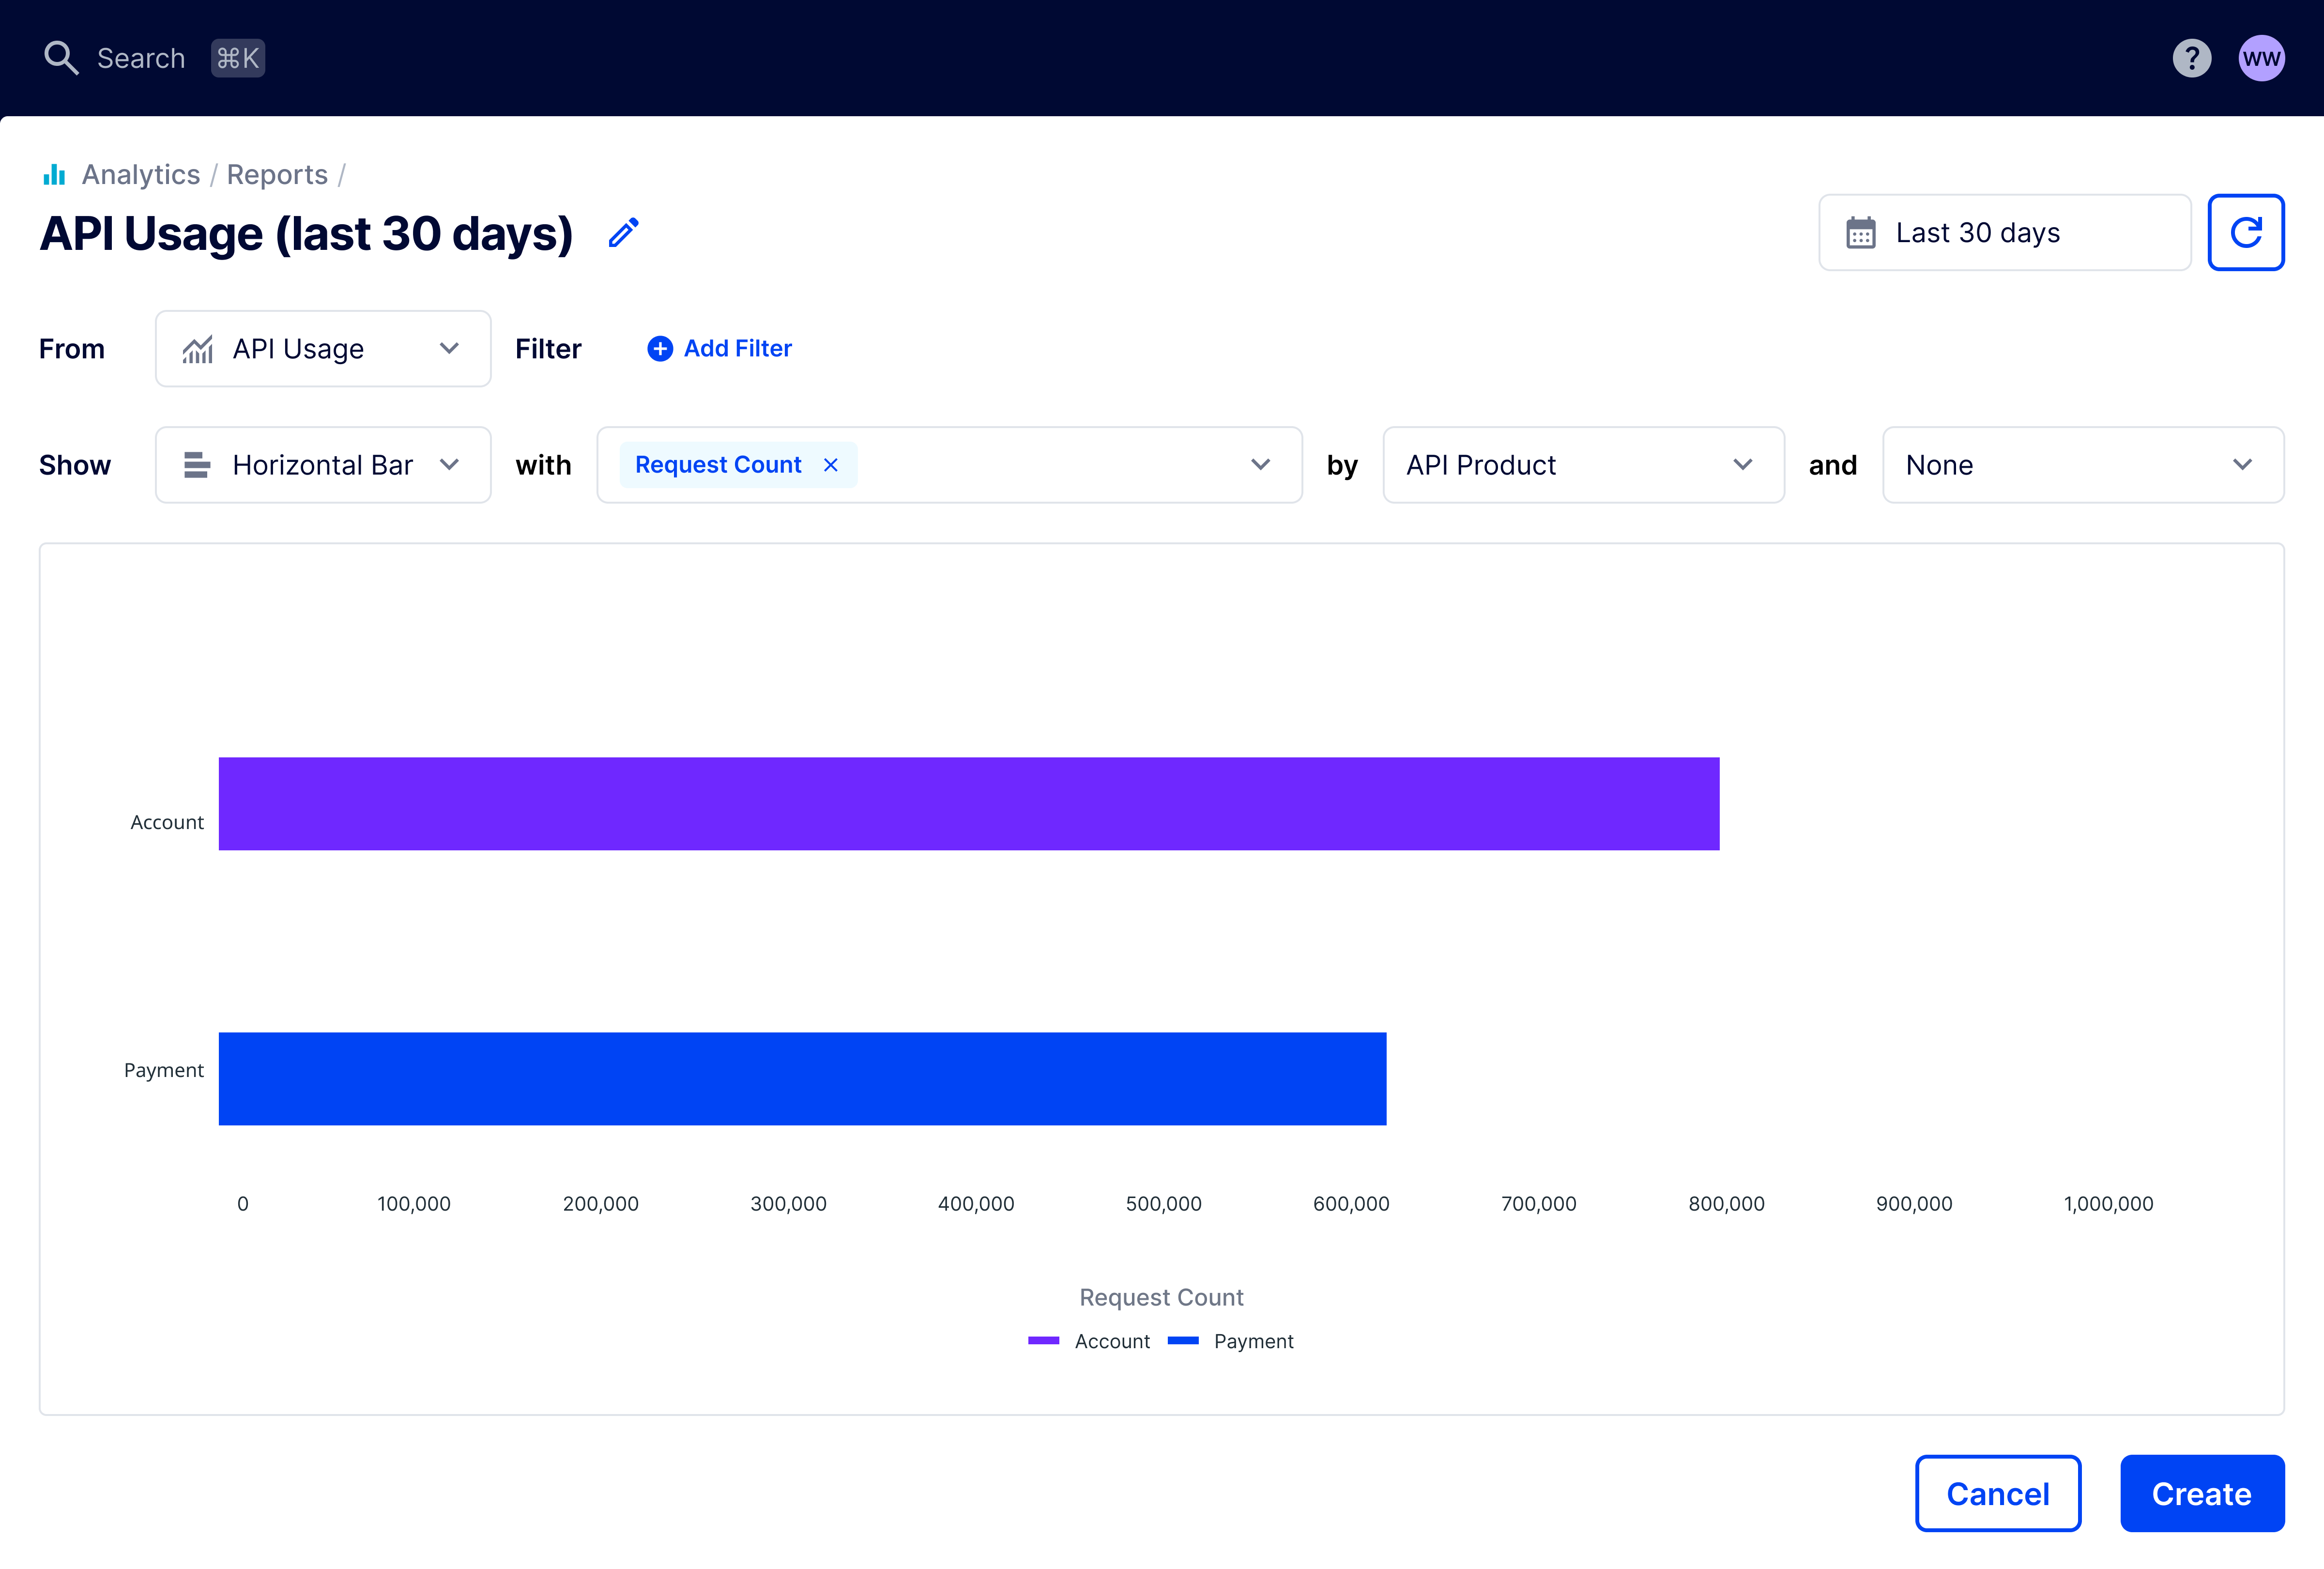 Search ⌘K
? WW
Analytics / Reports /
API Usage (last 30 days)
Last 30 days
From API Usage Filter Add Filter
Show Horizontal Bar with Request Count by API Product and None
Account
Payment
0 100,000 200,000 300,000 400,000 500,000 600,000 700,000 800,000 900,000 1,000,000
Request Count
Account Payment
Cancel Create